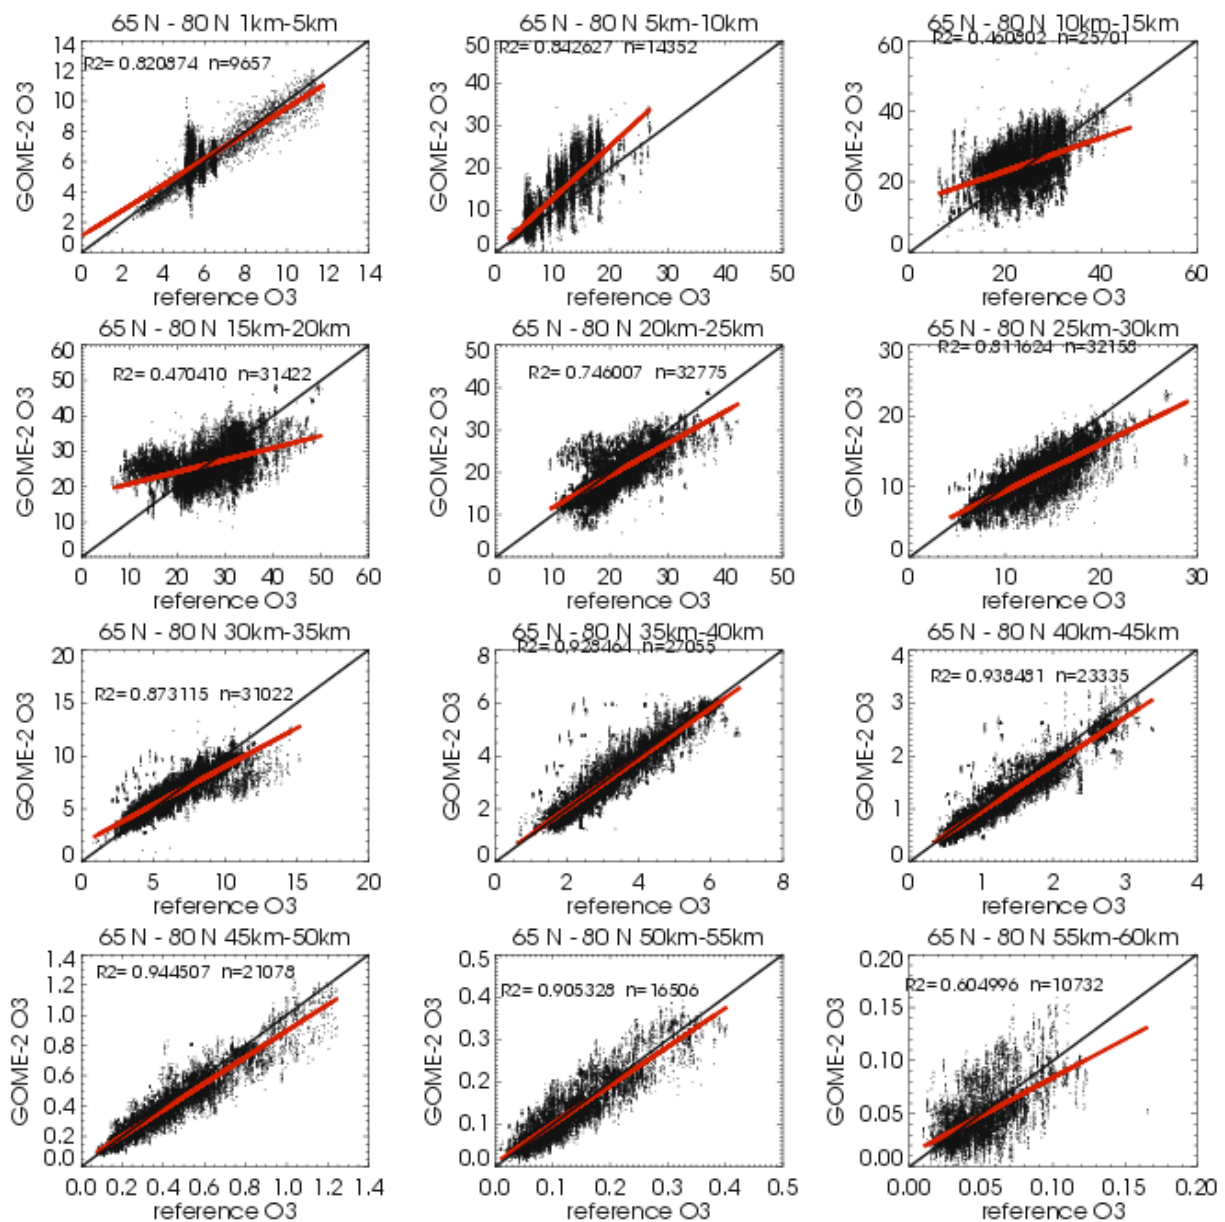 65 N - 80 N 1km-5km
R2= 0.820874 n=9657
GOME-2 O3
14
12
10
8
6
4
2
0
0 2 4 6 8 10 12 14
reference O3
65 N - 80 N 5km-10km
R2= 0.842627 n=14352
GOME-2 O3
50
40
30
20
10
0
0 10 20 30 40 50
reference O3
65 N - 80 N 10km-15km
R2= 0.460802 n=25701
GOME-2 O3
60
50
40
30
20
10
0
0 20 40 60
reference O3
65 N - 80 N 15km-20km
R2= 0.470410 n=31422
GOME-2 O3
60
50
40
30
20
10
0
0 10 20 30 40 50 60
reference O3
65 N - 80 N 20km-25km
R2= 0.746007 n=32775
GOME-2 O3
50
40
30
20
10
0
0 10 20 30 40 50
reference O3
65 N - 80 N 25km-30km
R2= 0.811624 n=32158
GOME-2 O3
30
20
10
0
0 10 20 30
reference O3
65 N - 80 N 30km-35km
R2= 0.873115 n=31022
GOME-2 O3
20
15
10
5
0
0 5 10 15 20
reference O3
65 N - 80 N 35km-40km
R2= 0.928464 n=27055
GOME-2 O3
8
6
4
2
0
0 2 4 6 8
reference O3
65 N - 80 N 40km-45km
R2= 0.938481 n=23335
GOME-2 O3
4
3
2
1
0
0 1 2 3 4
reference O3
65 N - 80 N 45km-50km
R2= 0.944507 n=21078
GOME-2 O3
1.4
1.2
1.0
0.8
0.6
0.4
0.2
0.0
0.0 0.2 0.4 0.6 0.8 1.0 1.2 1.4
reference O3
65 N - 80 N 50km-55km
R2= 0.905328 n=16506
GOME-2 O3
0.5
0.4
0.3
0.2
0.1
0.0
0.0 0.1 0.2 0.3 0.4 0.5
reference O3
65 N - 80 N 55km-60km
R2= 0.604996 n=10732
GOME-2 O3
0.20
0.15
0.10
0.05
0.00
0.00 0.05 0.10 0.15 0.20
reference O3